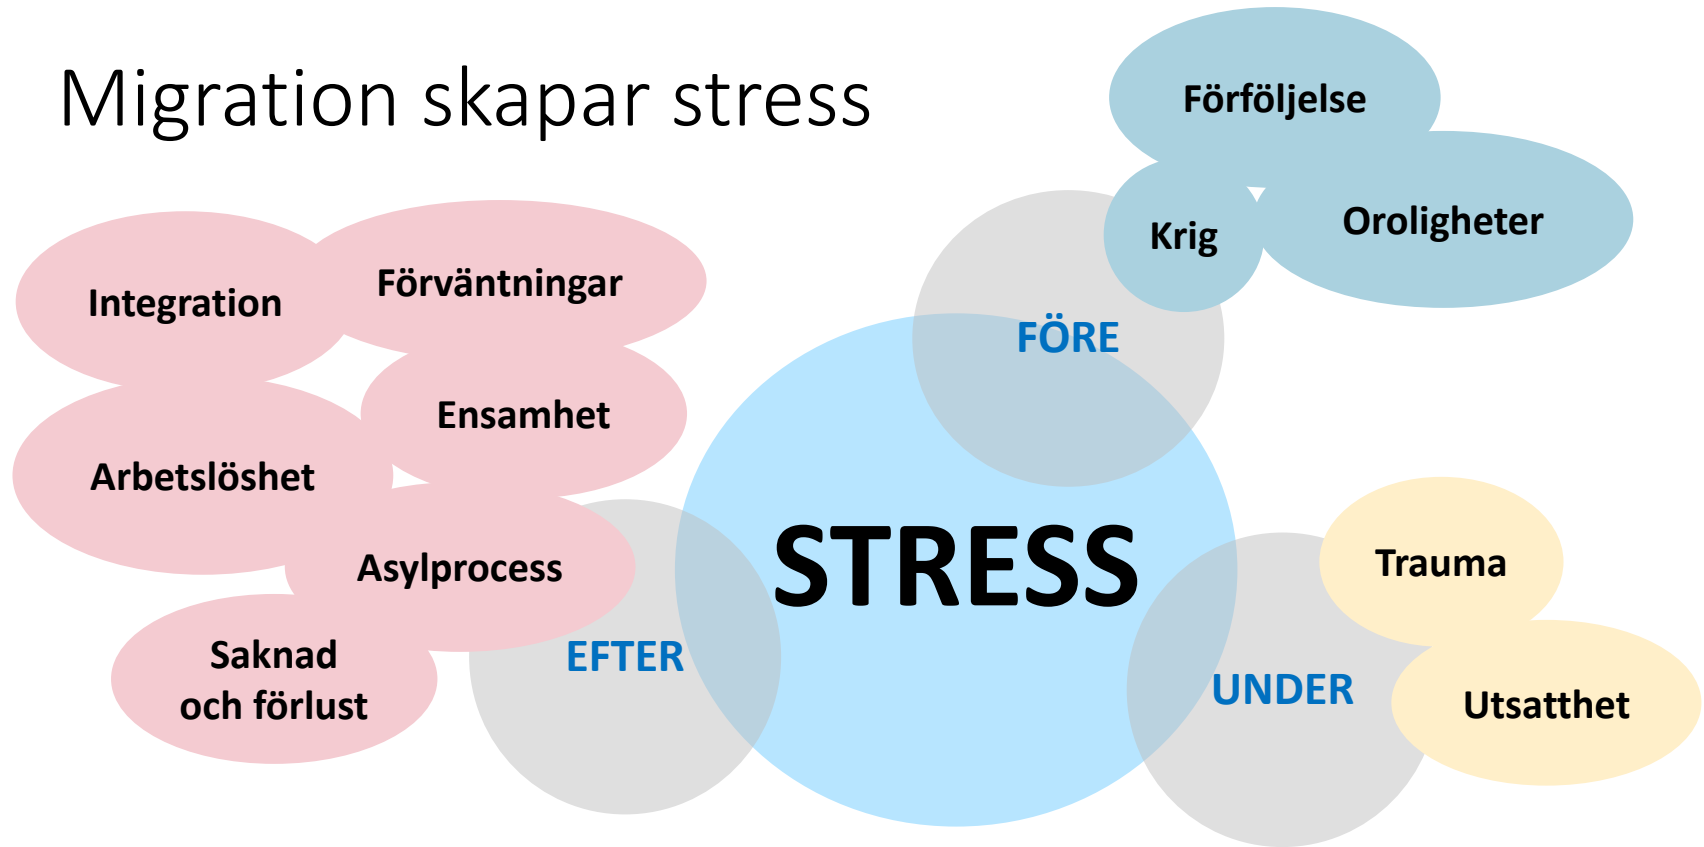 Migration skapar stress
Förföljelse
Krig
Oroligheter
FÖRE
Integration
Förväntningar
Ensamhet
Arbetslöshet
Asylprocess
Saknad
och förlust
EFTER
STRESS
Trauma
UNDER
Utsatthet